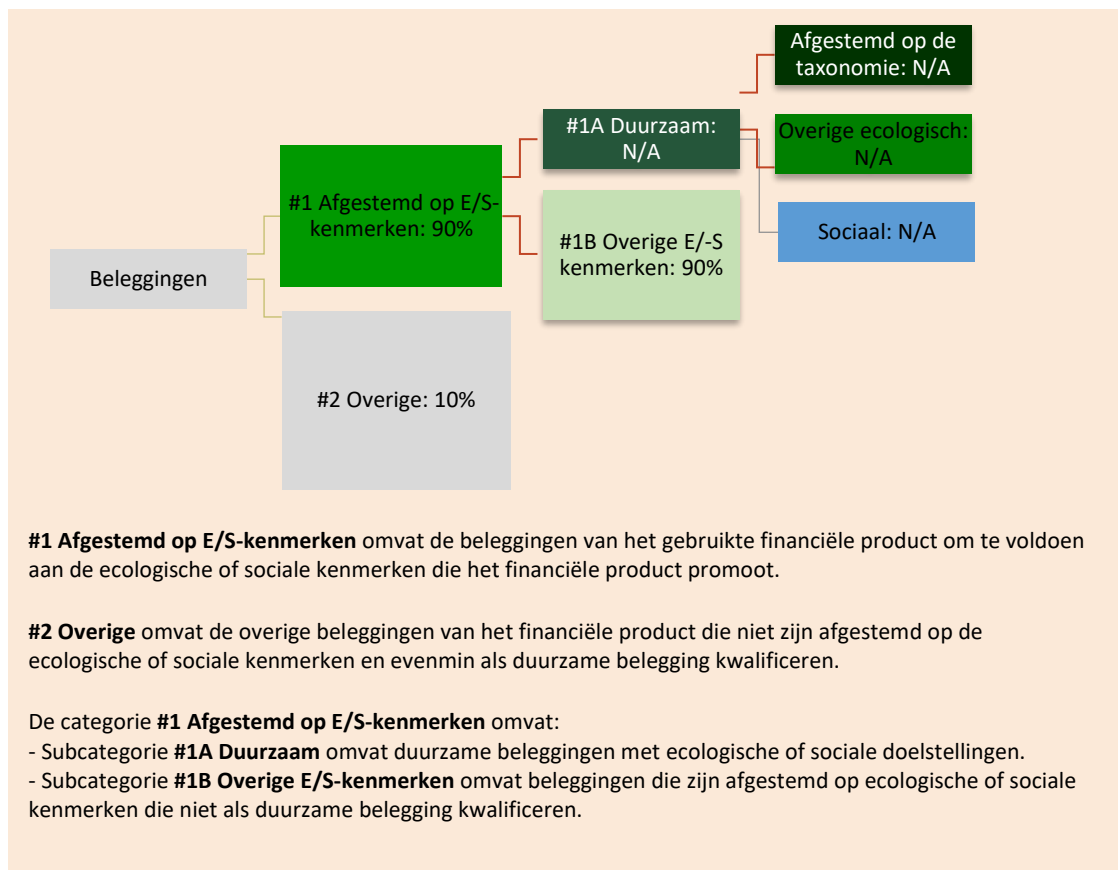 Afgestemd op de
taxonomie: N/A
#1A Duurzaam:
N/A
Overige ecologisch:
N/A
#1 Afgestemd op E/S-
kenmerken: 90%
#1B Overige E/-S
kenmerken: 90%
Sociaal: N/A
Beleggingen
#2 Overige: 10%
#1 Afgestemd op E/S-kenmerken omvat de beleggingen van het gebruikte financiële product om te voldoen
aan de ecologische of sociale kenmerken die het financiële product promoot.
#2 Overige omvat de overige beleggingen van het financiële product die niet zijn afgestemd op de
ecologische of sociale kenmerken en evenmin als duurzame belegging kwalificeren.
De categorie #1 Afgestemd op E/S-kenmerken omvat:
- Subcategorie #1A Duurzaam omvat duurzame beleggingen met ecologische of sociale doelstellingen.
- Subcategorie #1B Overige E/S-kenmerken omvat beleggingen die zijn afgestemd op ecologische of sociale
kenmerken die niet als duurzame belegging kwalificeren.